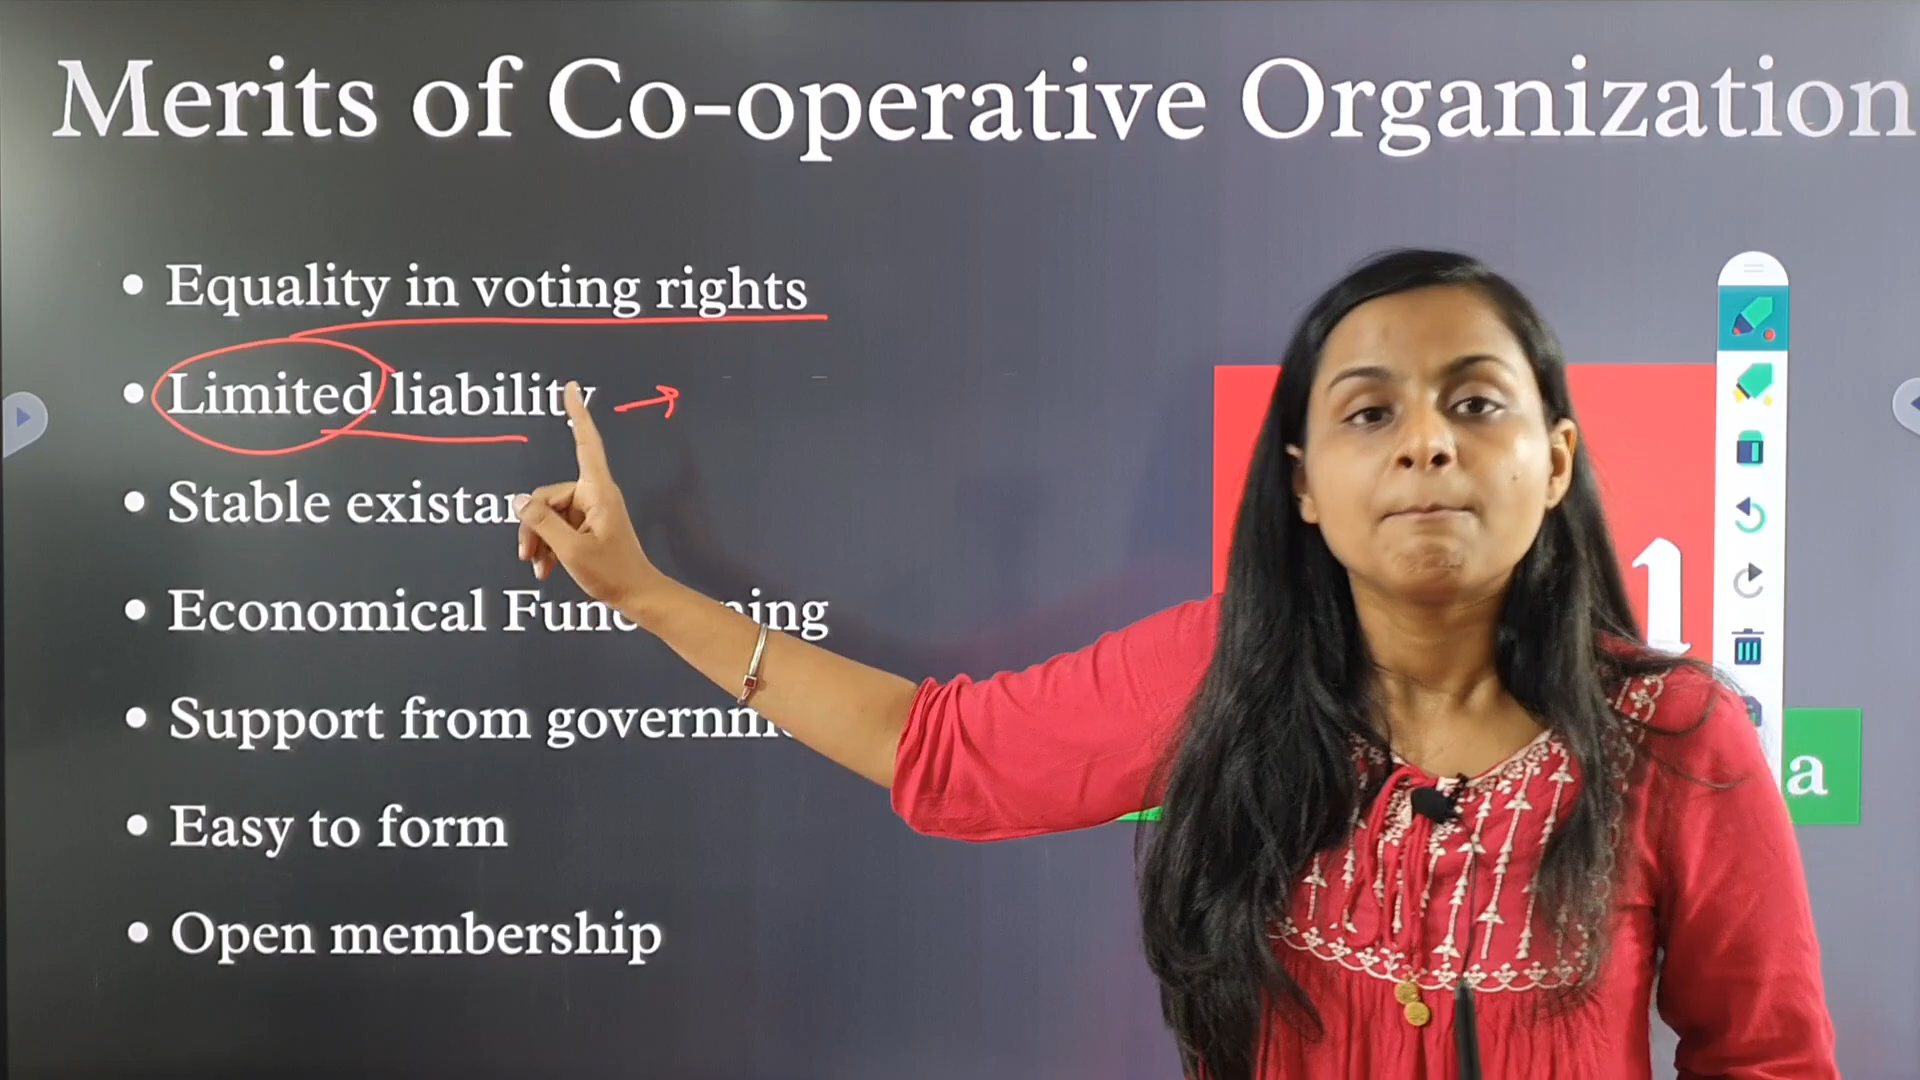 Merits of Co-operative Organization
• Equality in voting rights
• Limited liability
• Stable
• Economical
• Support from
• Easy to form
• Open membership
1
a